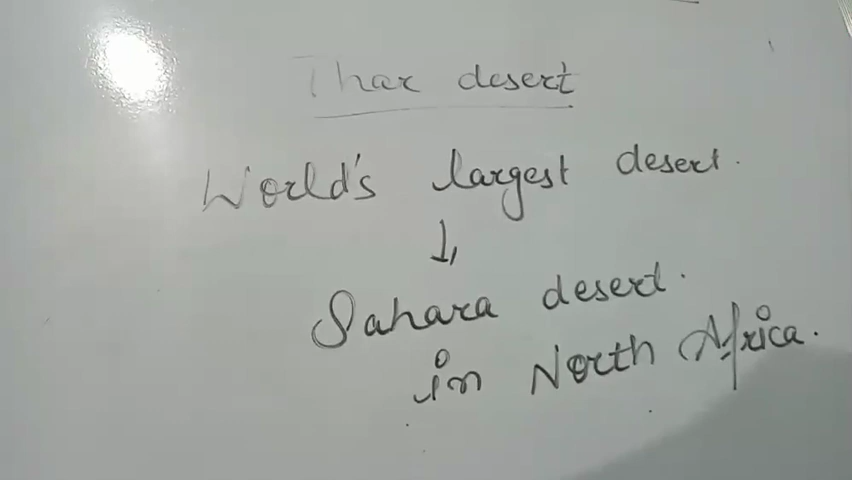 Thar desert
World's largest desert.
↓
Sahara desert.
in North Africa.